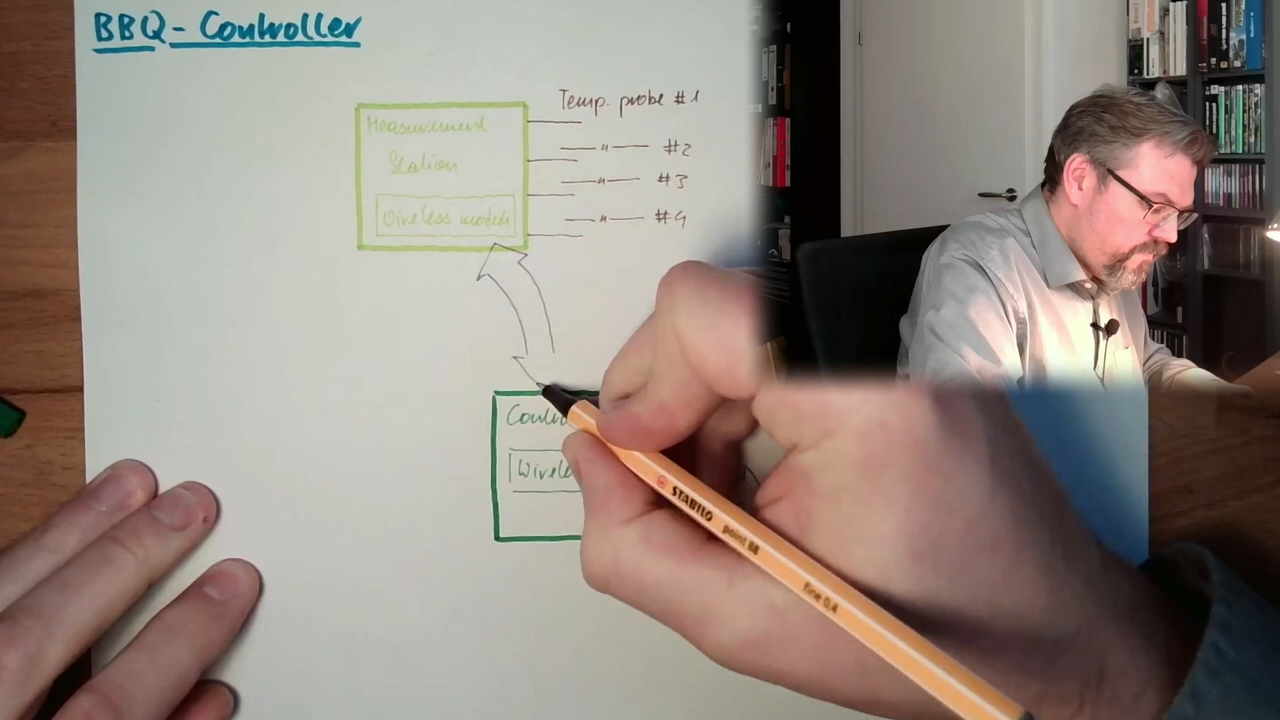 BBQ - Controller
Temp. probe #1
Measurement
Station
—"— #2
—"— #3
Wireless module
—"— #4
STABILO point 88 fine 0,4